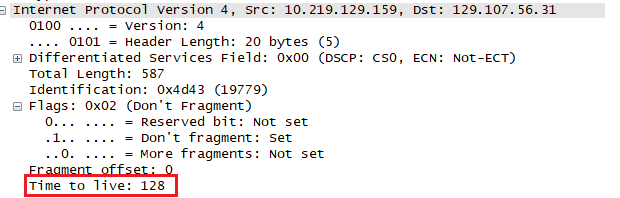 Internet Protocol Version 4, Src: 10.219.129.159, Dst: 129.107.56.31
0100 .... = Version: 4
.... 0101 = Header Length: 20 bytes (5)
Differentiated Services Field: 0x00 (DSCP: CS0, ECN: Not-ECT)
Total Length: 587
Identification: 0x4d43 (19779)
Flags: 0x02 (Don't Fragment)
0... .... = Reserved bit: Not set
.1.. .... = Don't fragment: Set
..0. .... = More fragments: Not set
Fragment offset: 0
Time to live: 128